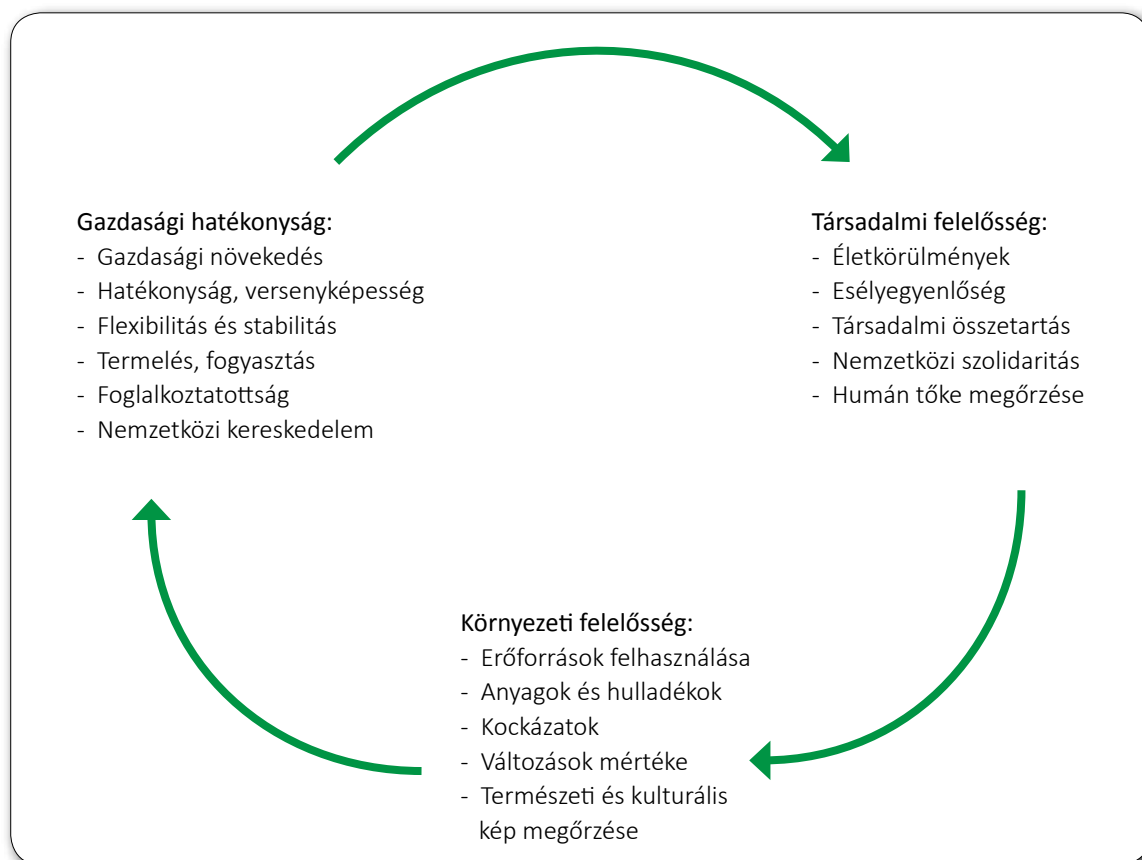 Gazdasági hatékonyság:
- Gazdasági növekedés
- Hatékonyság, versenyképesség
- Flexibilitás és stabilitás
- Termelés, fogyasztás
- Foglalkoztatottság
- Nemzetközi kereskedelem
Társadalmi felelősség:
- Életkörülmények
- Esélyegyenlőség
- Társadalmi összetartás
- Nemzetközi szolidaritás
- Humán tőke megőrzése
Környezeti felelősség:
- Erőforrások felhasználása
- Anyagok és hulladékok
- Kockázatok
- Változások mértéke
- Természeti és kulturális
kép megőrzése